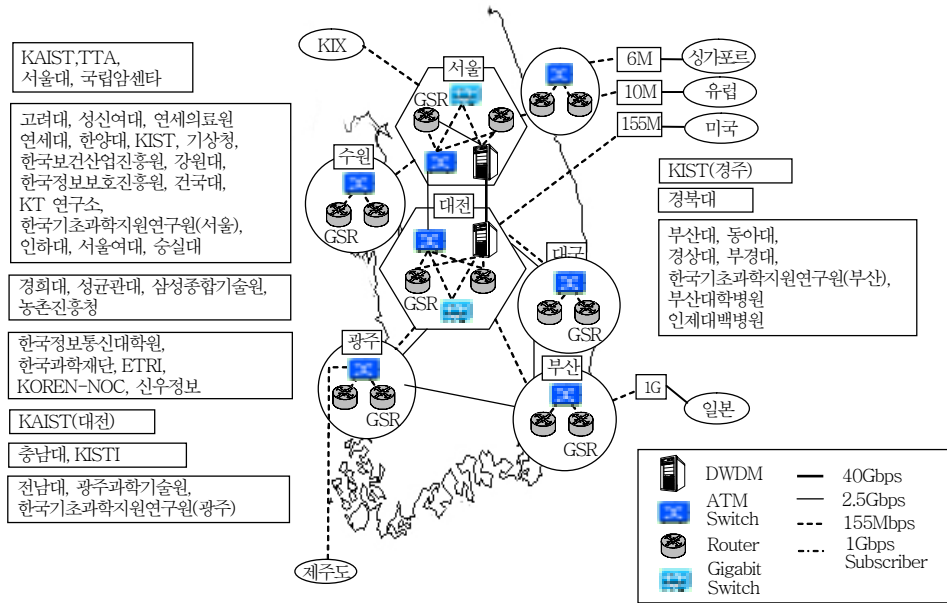 KAIST,TTA,
서울대, 국립암센타
고려대, 성신여대, 연세의료원
연세대, 한양대, KIST, 기상청,
한국보건산업진흥원, 강원대,
한국정보보호진흥원, 건국대,
KT 연구소,
한국기초과학지원연구원(서울),
인하대, 서울여대, 숭실대
경희대, 성균관대, 삼성종합기술원,
농촌진흥청
한국정보통신대학원,
한국과학재단, ETRI,
KOREN-NOC, 신우정보
KAIST(대전)
충남대, KISTI
전남대, 광주과학기술원,
한국기초과학지원연구원(광주)
KIX
서울
GSR
수원
GSR
대전
GSR
대구
광주
GSR
부산
GSR
제주도
6M
싱가포르
10M
유럽
155M
미국
1G
일본
KIST(경주)
경북대
부산대, 동아대,
경상대, 부경대,
한국기초과학지원연구원(부산),
부산대학병원
인제대백병원
DWDM
ATM
Switch
Router
Gigabit
Switch
40Gbps
2.5Gbps
155Mbps
1Gbps
Subscriber